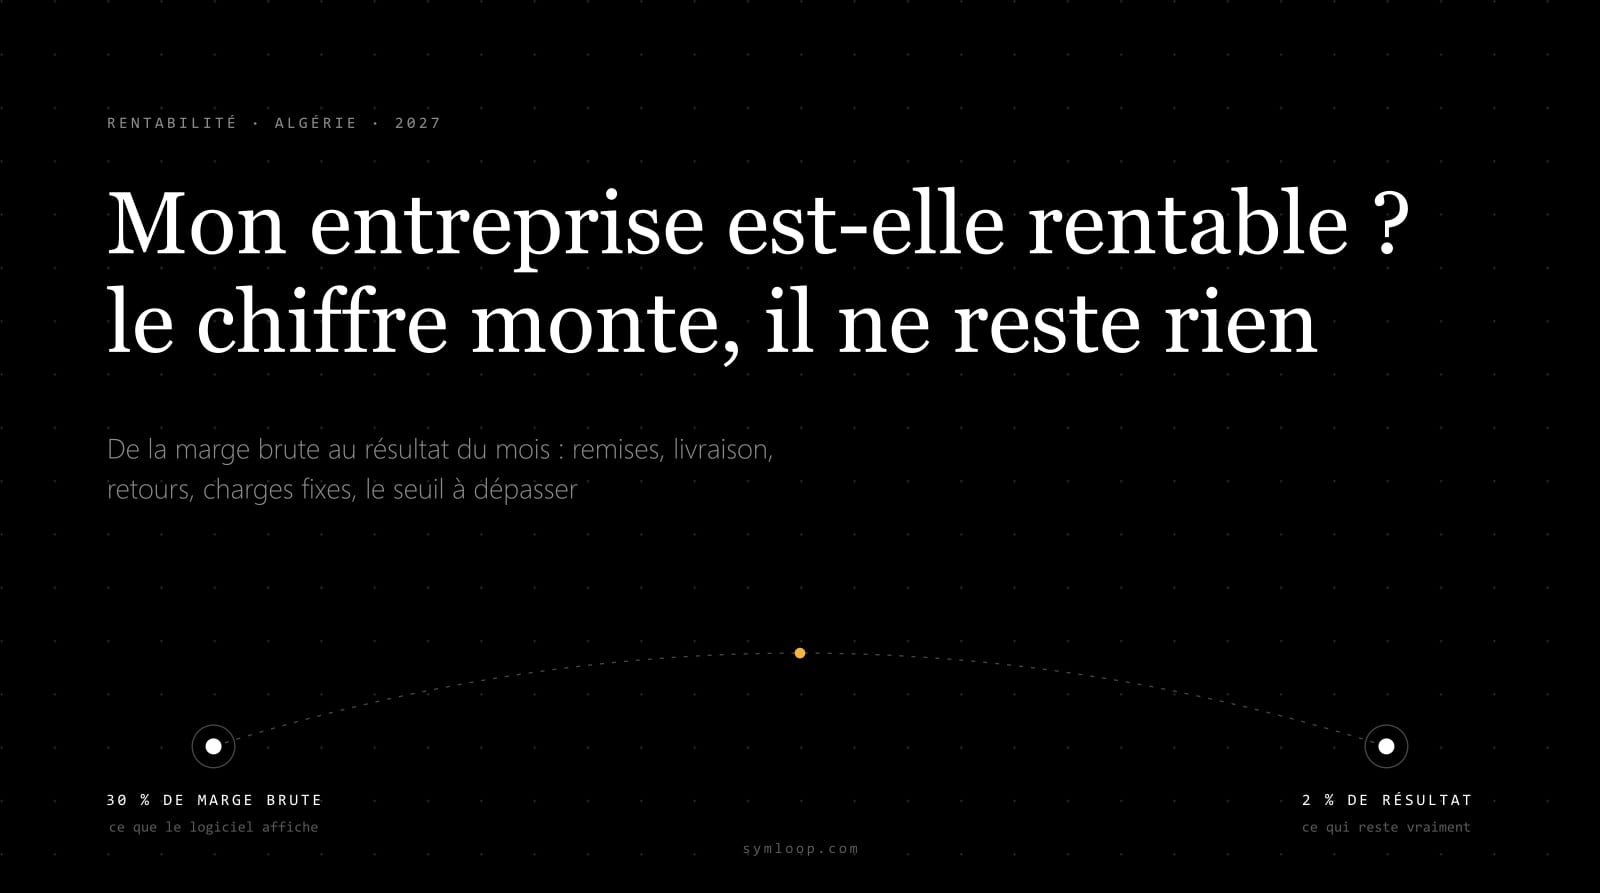 RENTABILITÉ · ALGÉRIE · 2027
Mon entreprise est-elle rentable ?
le chiffre monte, il ne reste rien
De la marge brute au résultat du mois : remises, livraison,
retours, charges fixes, le seuil à dépasser
30 % DE MARGE BRUTE
ce que le logiciel affiche
2 % DE RÉSULTAT
ce qui reste vraiment
symloop.com